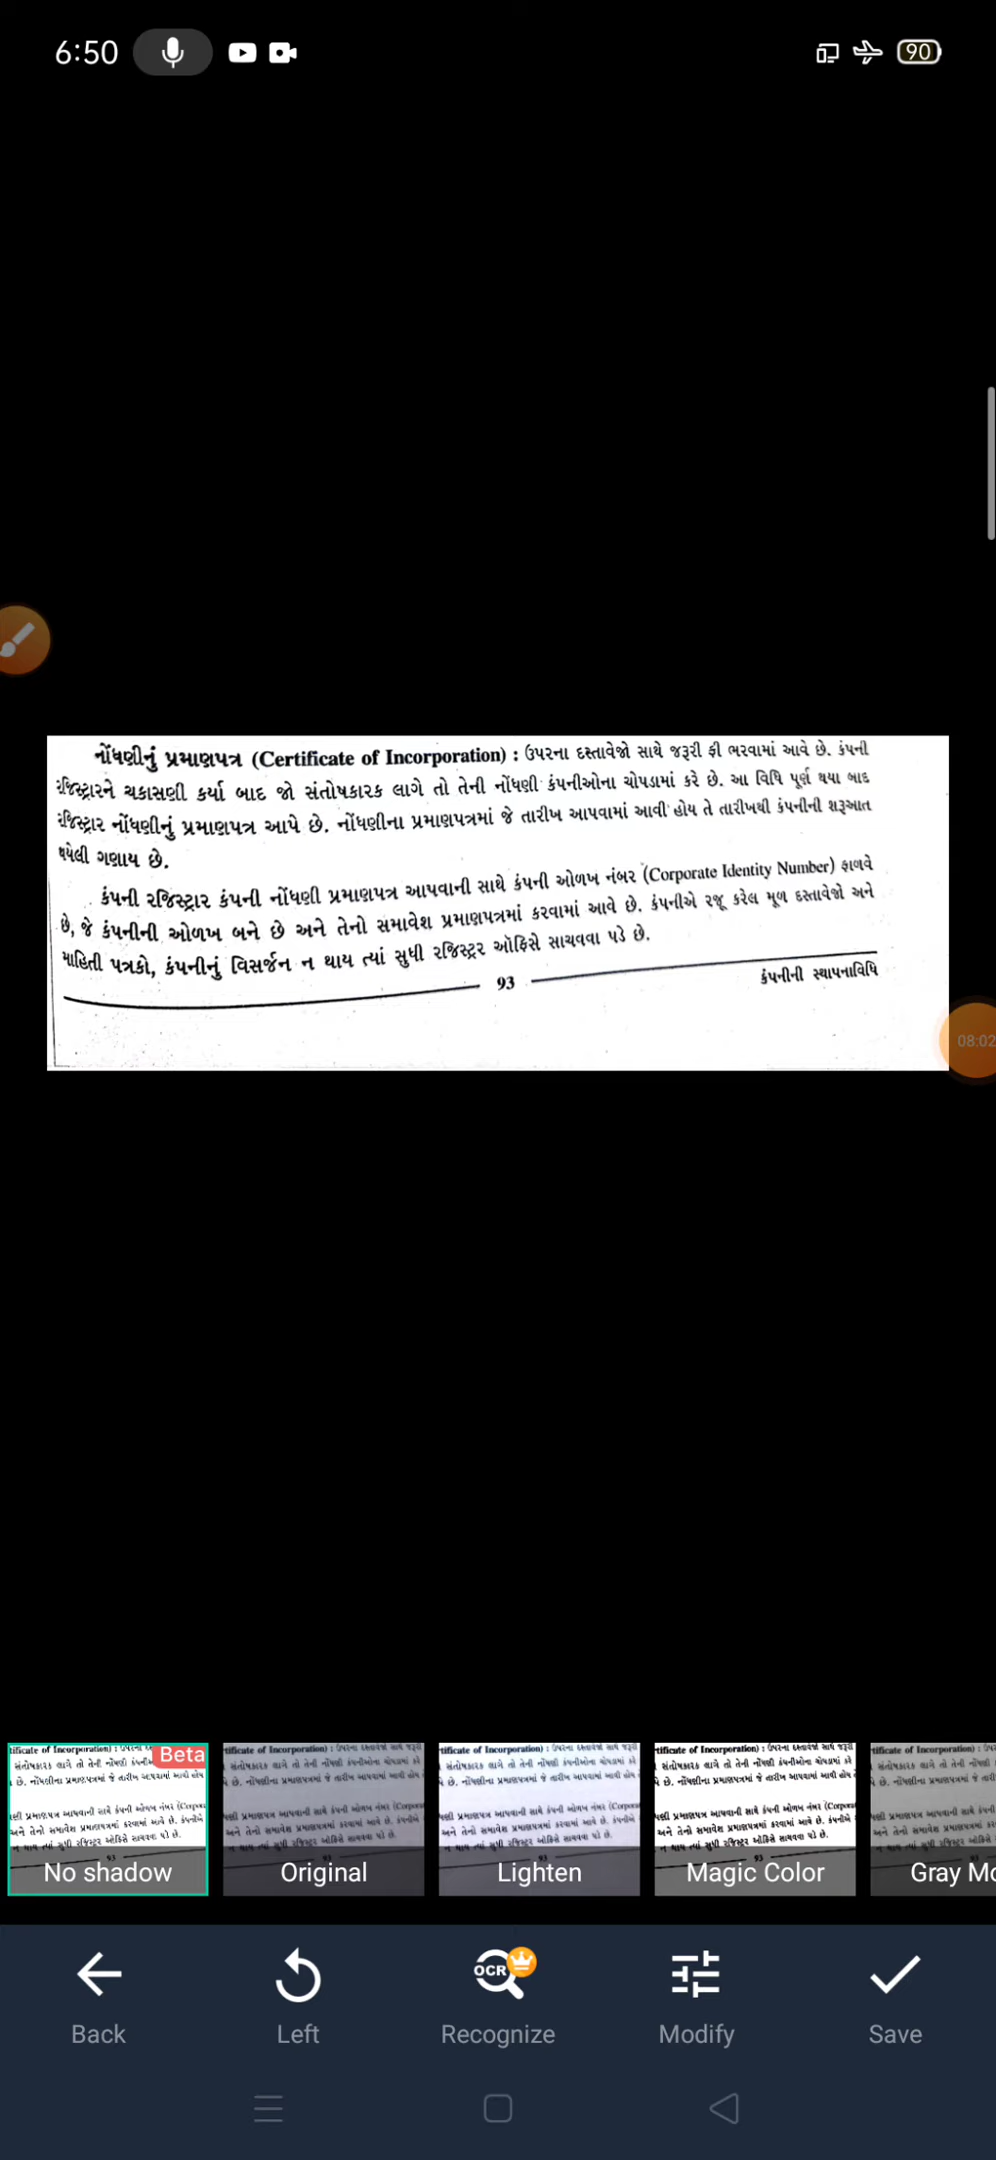 6:50
90
નોંધણીનું પ્રમાણપત્ર (Certificate of Incorporation) : ઉપરના દસ્તાવેજો સાથે જરૂરી ફી ભરવામાં આવે છે. કંપની
રજિસ્ટ્રારને ચકાસણી કર્યા બાદ જો સંતોષકારક લાગે તો તેની નોંધણી કંપનીઓના ચોપડામાં કરે છે. આ વિધિ પૂર્ણ થયા બાદ
રજિસ્ટ્રાર નોંધણીનું પ્રમાણપત્ર આપે છે. નોંધણીના પ્રમાણપત્રમાં જે તારીખ આપવામાં આવી હોય તે તારીખથી કંપનીની શરૂઆત
થયેલી ગણાય છે.
કંપની રજિસ્ટ્રાર કંપની નોંધણી પ્રમાણપત્ર આપવાની સાથે કંપની ઓળખ નંબર (Corporate Identity Number) ફાળવે
છે, જે કંપનીની ઓળખ બને છે અને તેનો સમાવેશ પ્રમાણપત્રમાં કરવામાં આવે છે. કંપનીએ રજૂ કરેલ મૂળ દસ્તાવેજો અને
માહિતી પત્રકો, કંપનીનું વિસર્જન ન થાય ત્યાં સુધી રજિસ્ટ્રર ઑફિસે સાચવવા પડે છે.
93
કંપનીની સ્થાપનાવિધિ
08:02
Beta
No shadow
Original
Lighten
Magic Color
Gray Mo
OCR
Back
Left
Recognize
Modify
Save